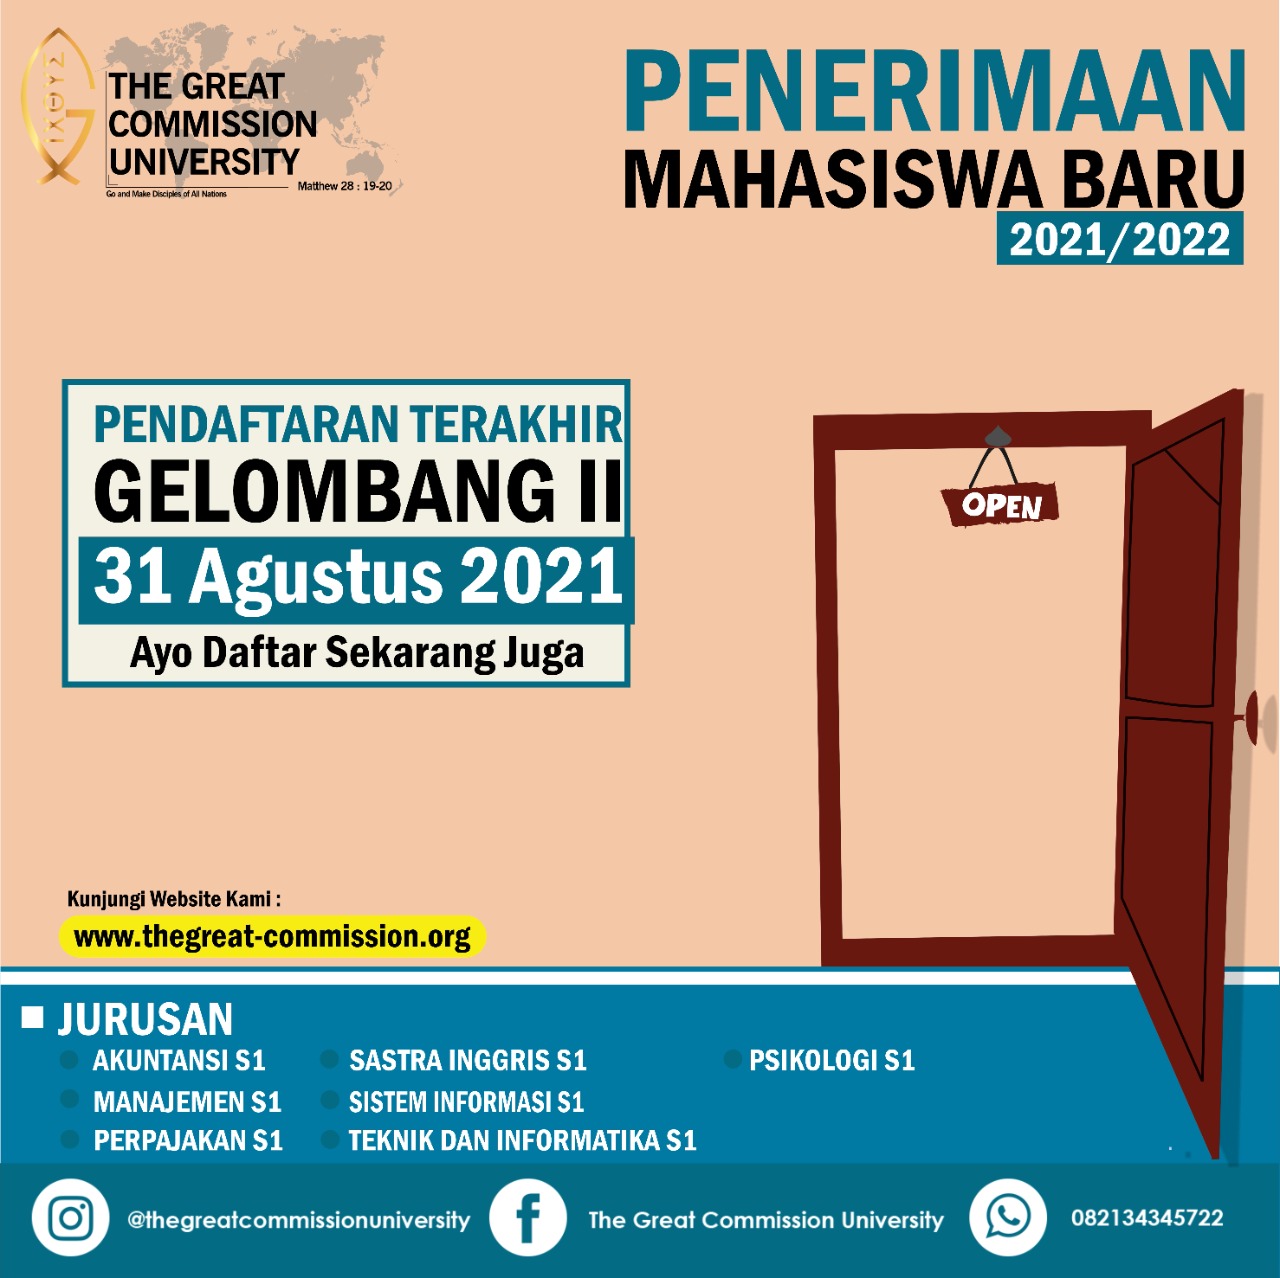 ΙΧΘΥΣ
THE GREAT
COMMISSION
UNIVERSITY
Matthew 28 : 19-20
Go and Make Disciples of All Nations
PENERIMAAN
MAHASISWA BARU
2021/2022
PENDAFTARAN TERAKHIR
GELOMBANG II
31 Agustus 2021
Ayo Daftar Sekarang Juga
OPEN
Kunjungi Website Kami :
www.thegreat-commission.org
JURUSAN
AKUNTANSI S1
MANAJEMEN S1
PERPAJAKAN S1
SASTRA INGGRIS S1
SISTEM INFORMASI S1
TEKNIK DAN INFORMATIKA S1
PSIKOLOGI S1
@thegreatcommissionuniversity
The Great Commission University
082134345722